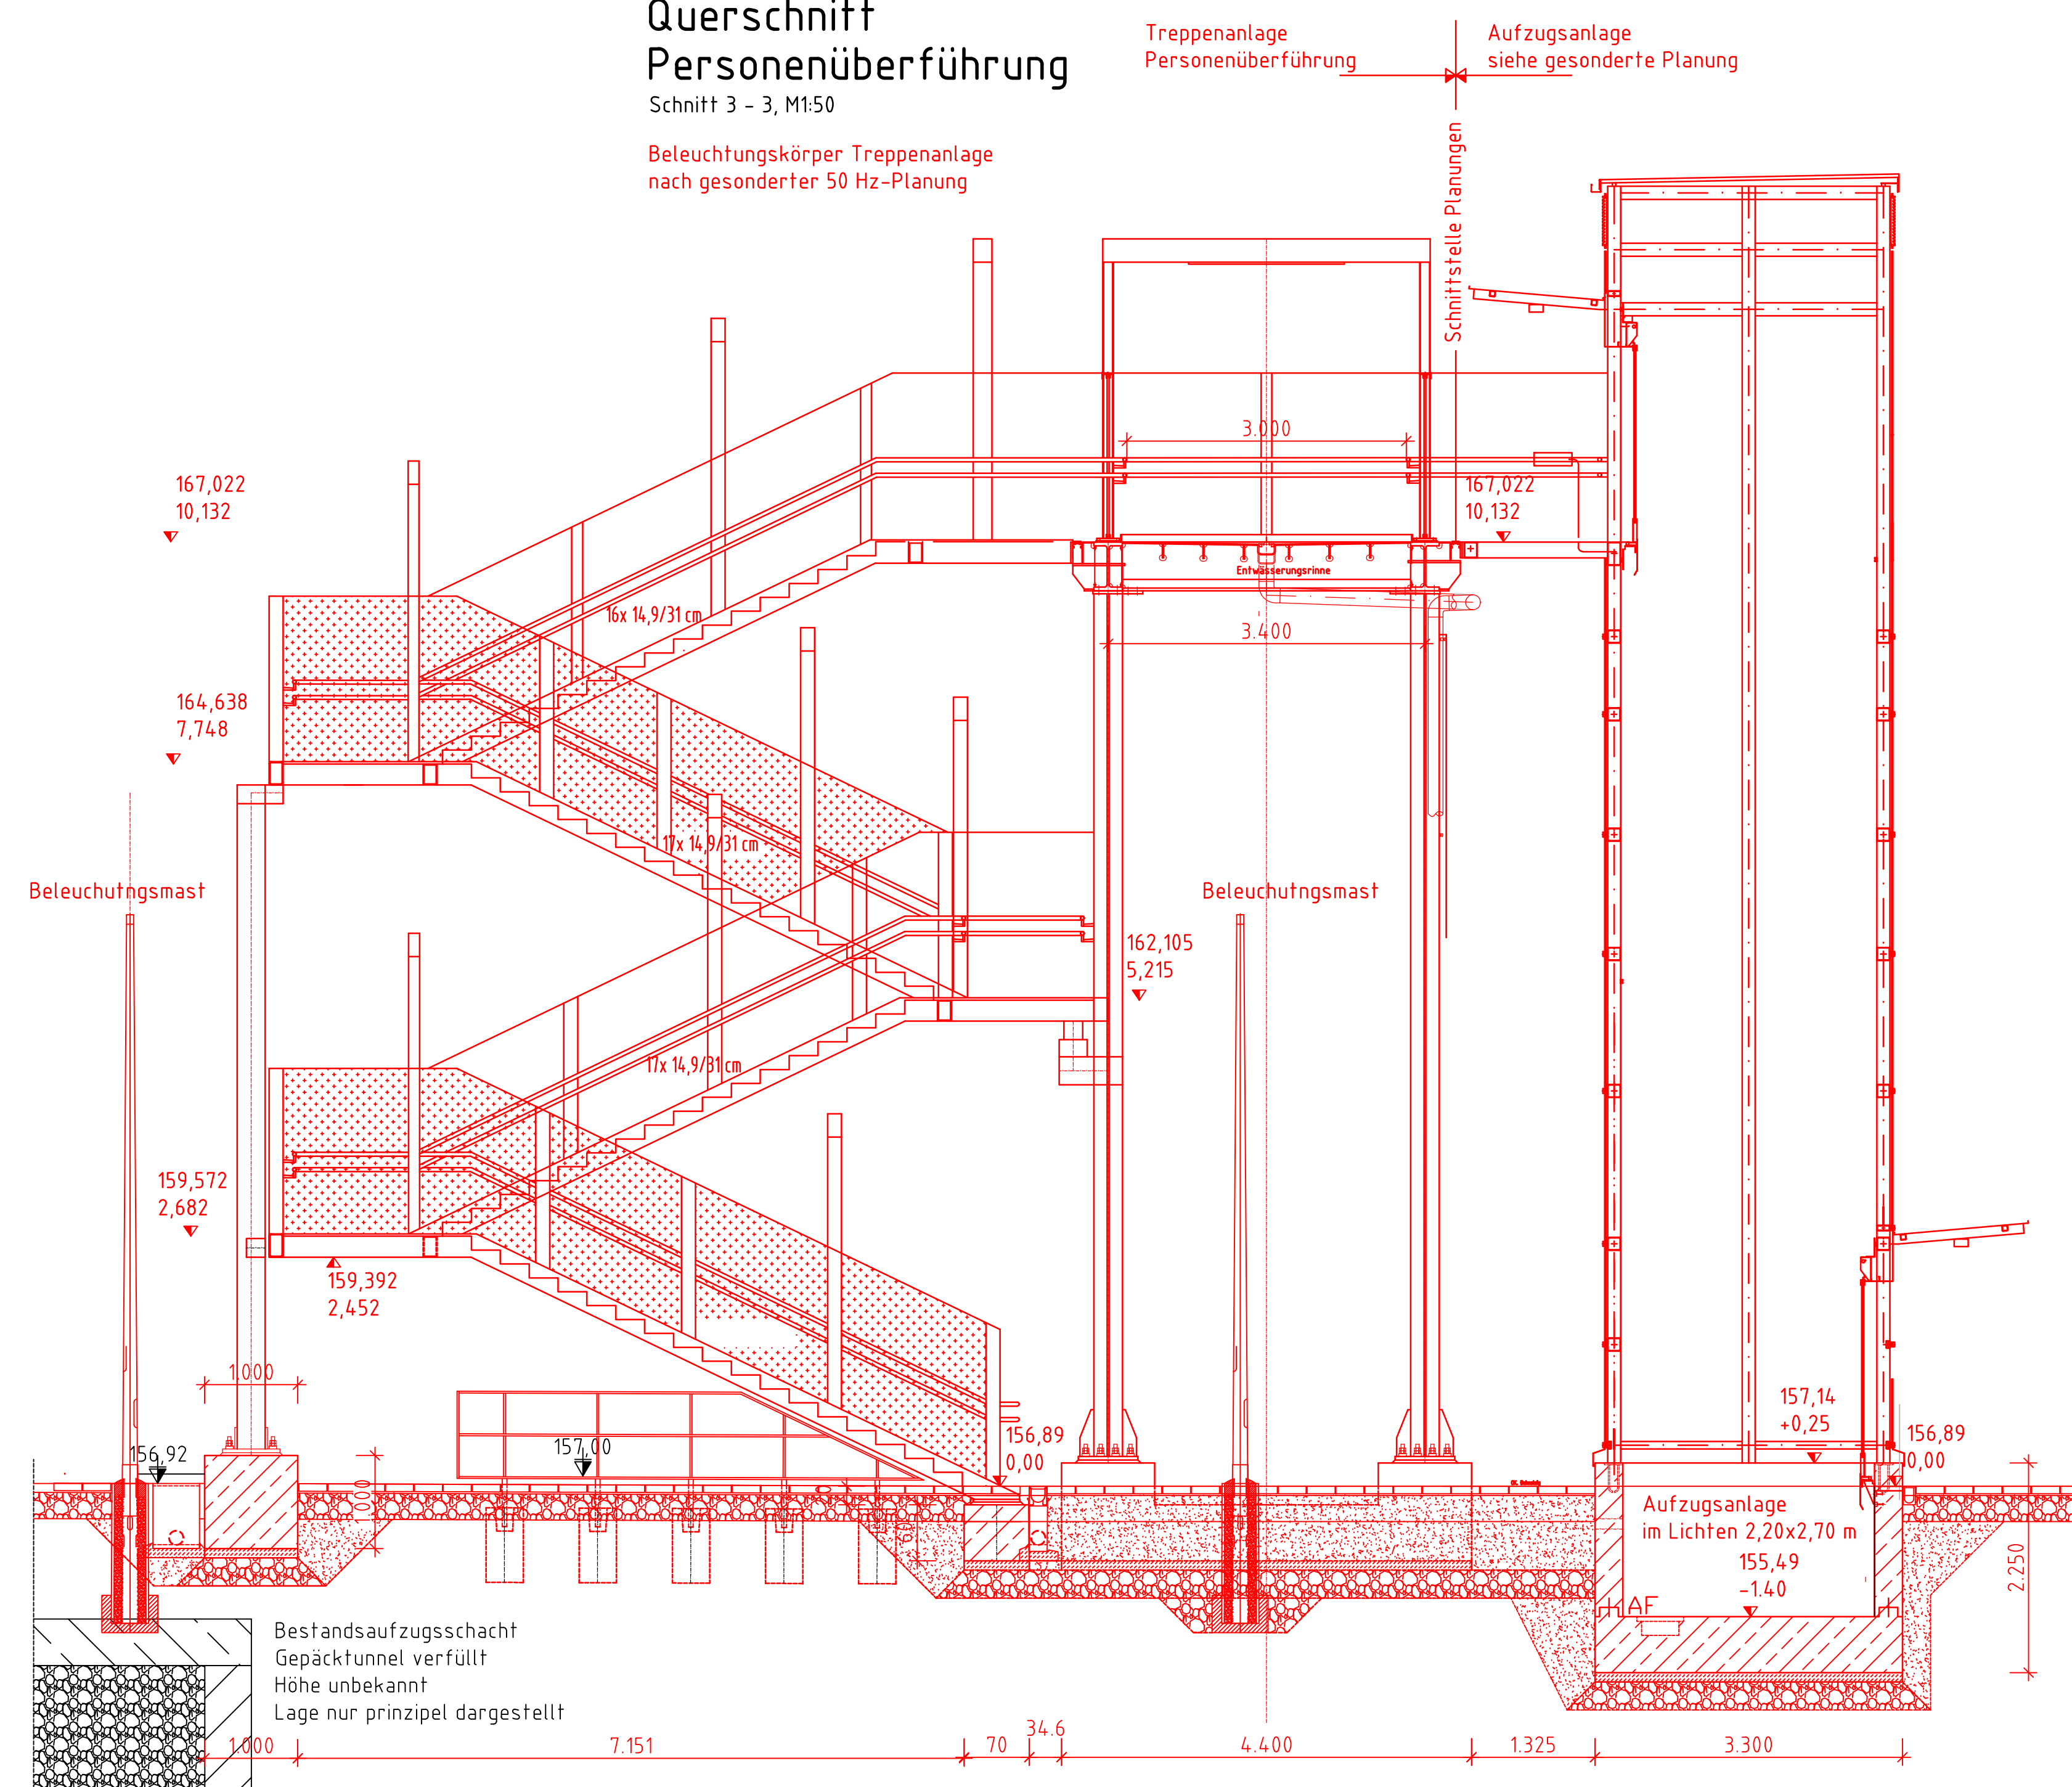 Querschnitt
Personenüberführung
Schnitt 3 - 3, M1:50
Beleuchtungskörper Treppenanlage
nach gesonderter 50 Hz-Planung
Treppenanlage
Personenüberführung
Aufzugsanlage
siehe gesonderte Planung
Schnittstelle Planungen
3.000
167,022
10,132
167,022
10,132
Entwässerungsrinne
16x 14,9/31 cm
3.400
164,638
7,748
17x 14,9/31 cm
Beleuchutngsmast
Beleuchutngsmast
162,105
5,215
17x 14,9/31 cm
159,572
2,682
159,392
2,452
1.000
157,14
+0,25
156,92
157,00
156,89
0,00
156,89
0,00
1.000
60
Aufzugsanlage
im Lichten 2,20x2,70 m
155,49
-1.40
AF
2.250
Bestandsaufzugsschacht
Gepäcktunnel verfüllt
Höhe unbekannt
Lage nur prinzipel dargestellt
1.000
7.151
70
34.6
4.400
1.325
3.300